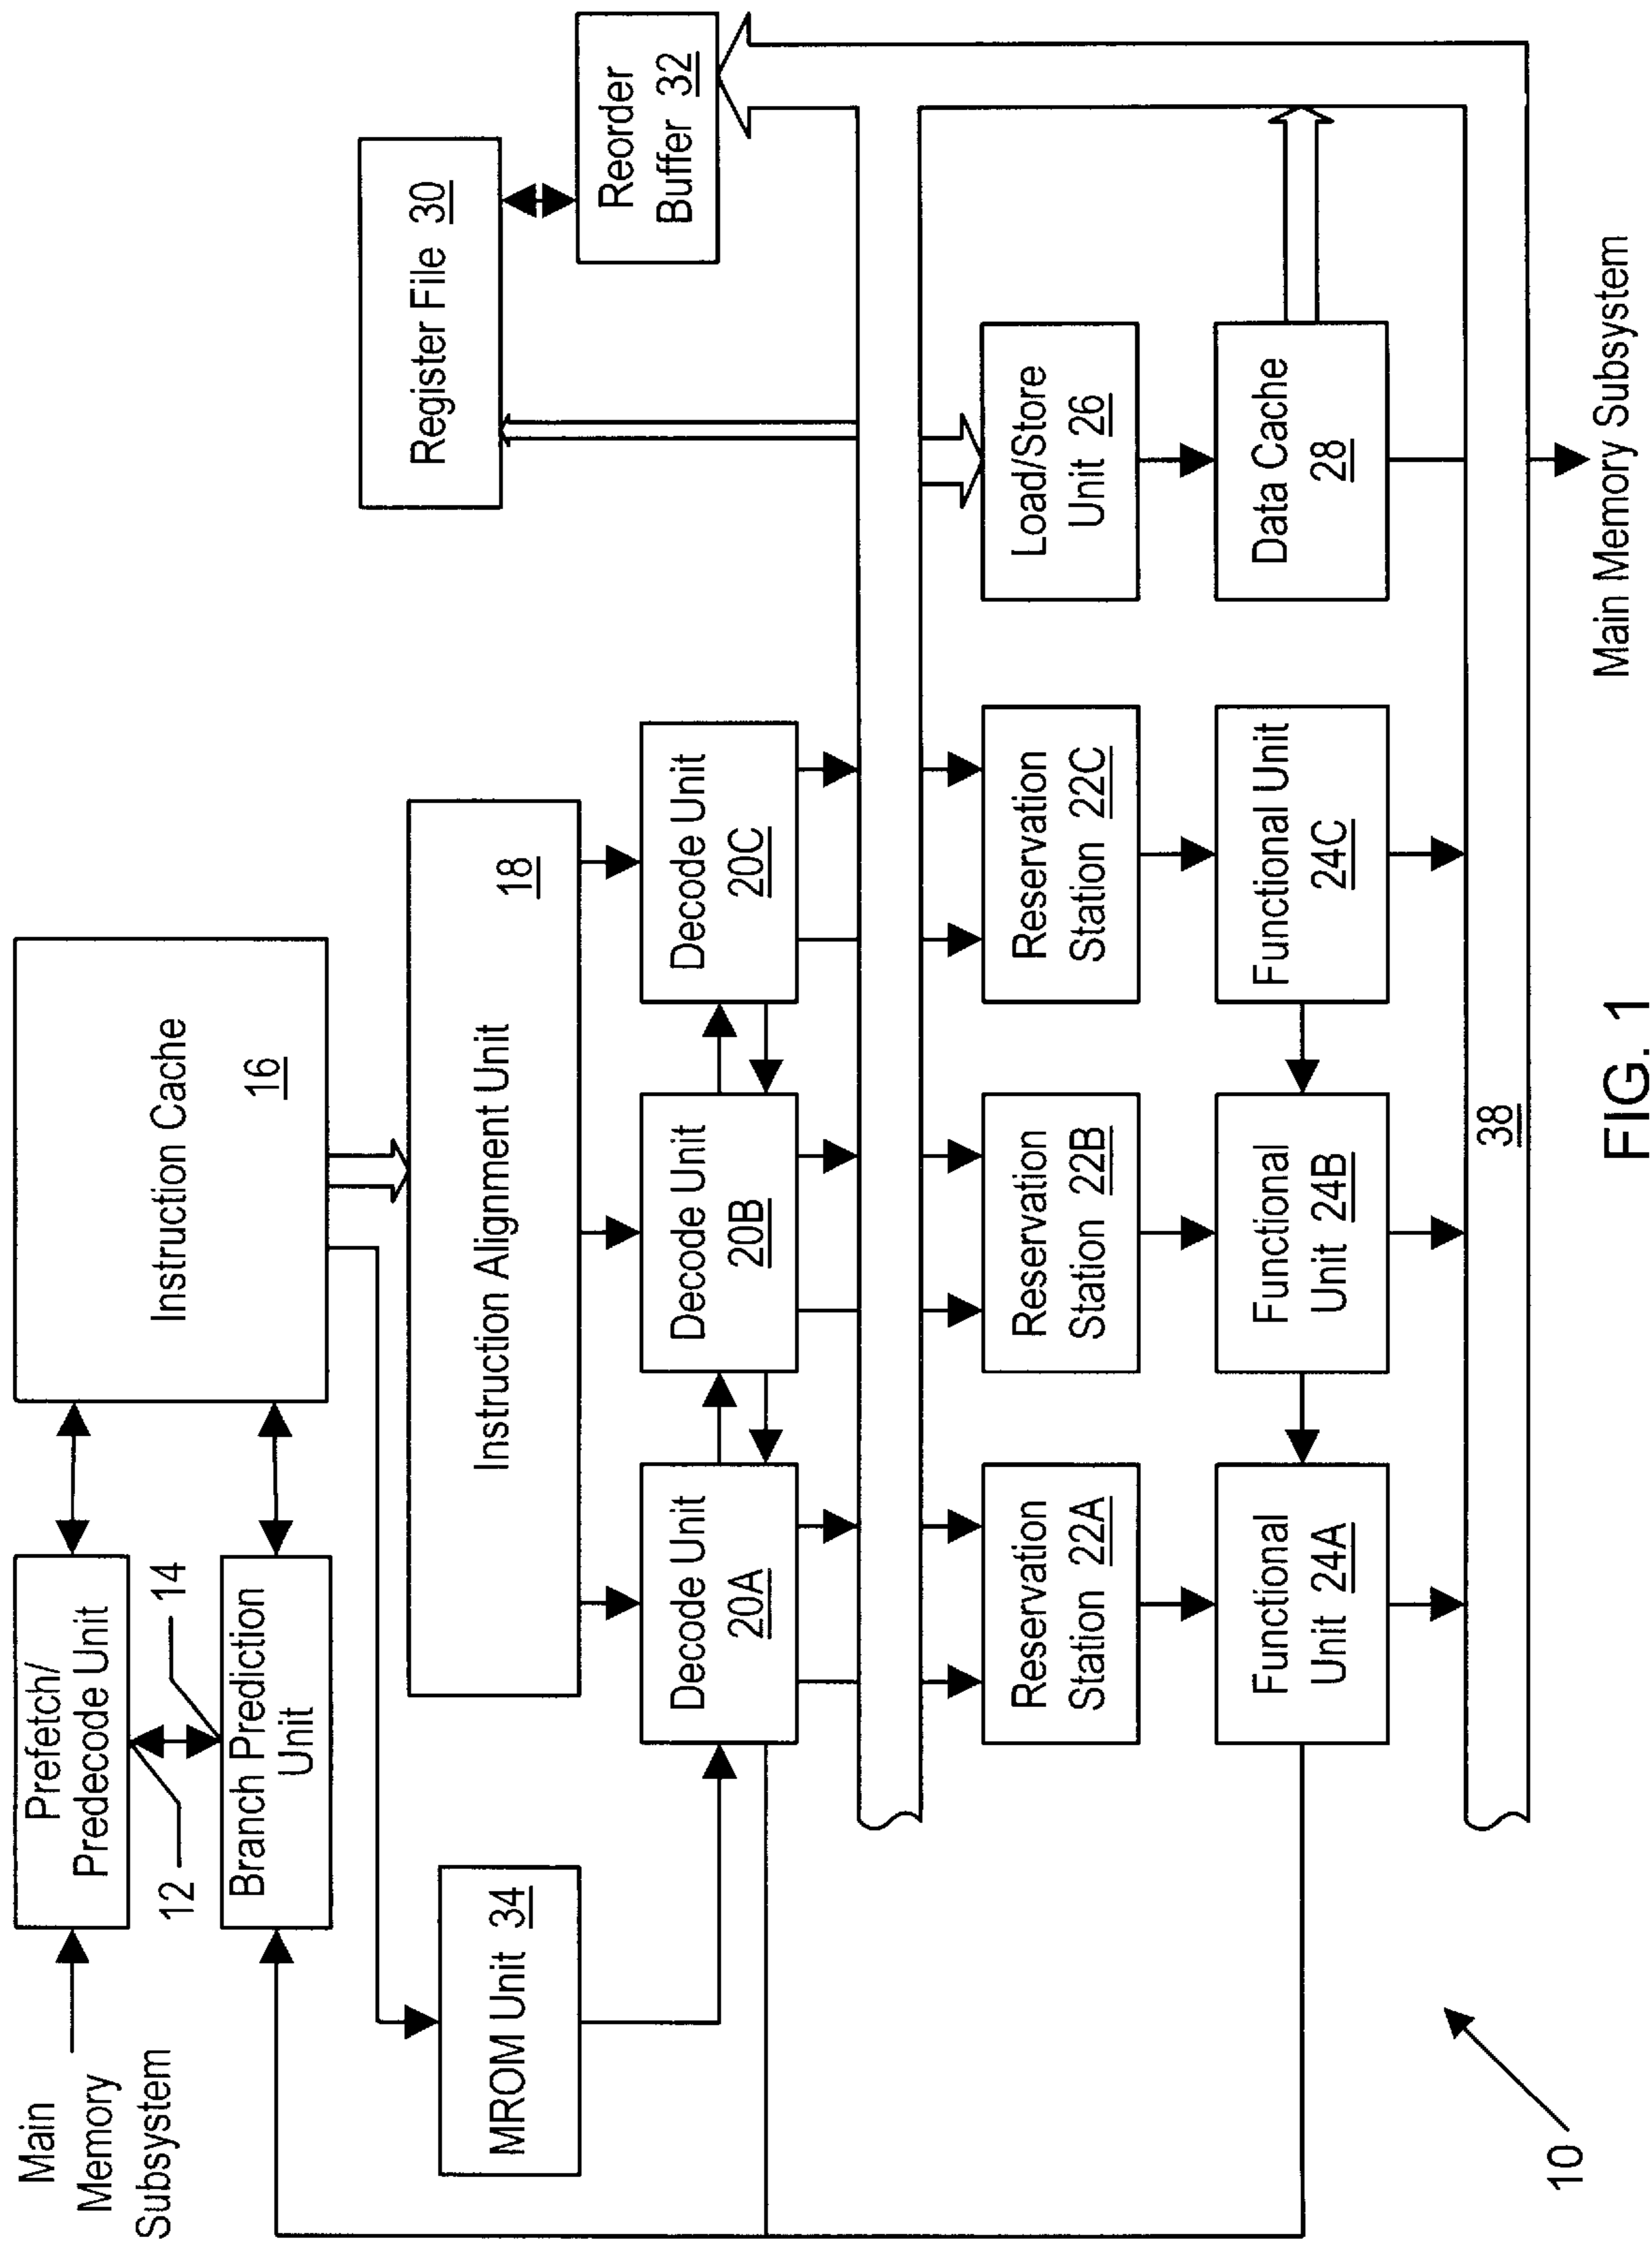 Main
Memory
Subsystem
Prefetch/
Predecode Unit
12
14
Branch Prediction
Unit
Instruction Cache
16
MROM Unit 34
Instruction Alignment Unit
18
Register File 30
Reorder
Buffer 32
Decode Unit
20A
Decode Unit
20B
Decode Unit
20C
Reservation
Station 22A
Reservation
Station 22B
Reservation
Station 22C
Load/Store
Unit 26
Functional
Unit 24A
Functional
Unit 24B
Functional Unit
24C
Data Cache
28
38
10
Main Memory Subsystem
FIG. 1